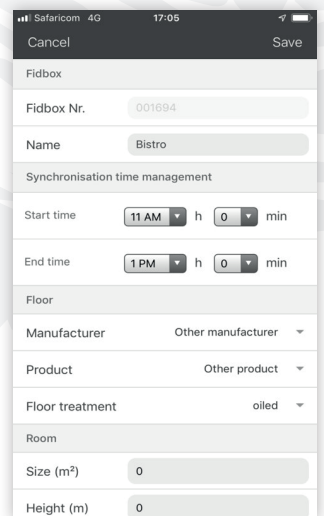 Safaricom 4G 17:05
Cancel Save
Fidbox
Fidbox Nr. 001694
Name Bistro
Synchronisation time management
Start time 11 AM h 0 min
End time 1 PM h 0 min
Floor
Manufacturer Other manufacturer
Product Other product
Floor treatment oiled
Room
Size (m²) 0
Height (m) 0